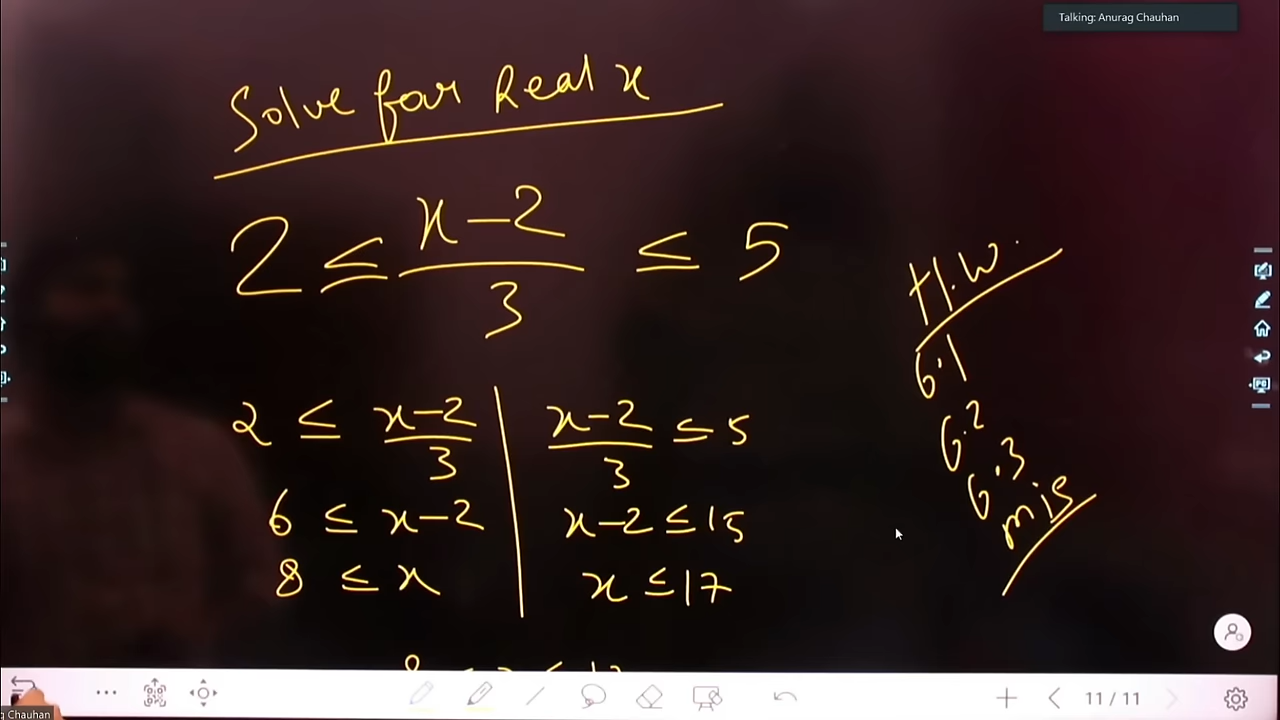 Talking: Anurag Chauhan
Solve for Real x
2 ≤ (x-2)/3 ≤ 5
2 ≤ (x-2)/3 | (x-2)/3 ≤ 5
6 ≤ x-2 | x-2 ≤ 15
8 ≤ x | x ≤ 17
H.W.
6.1
6.2
6.3
mis
11 / 11
g Chauhan